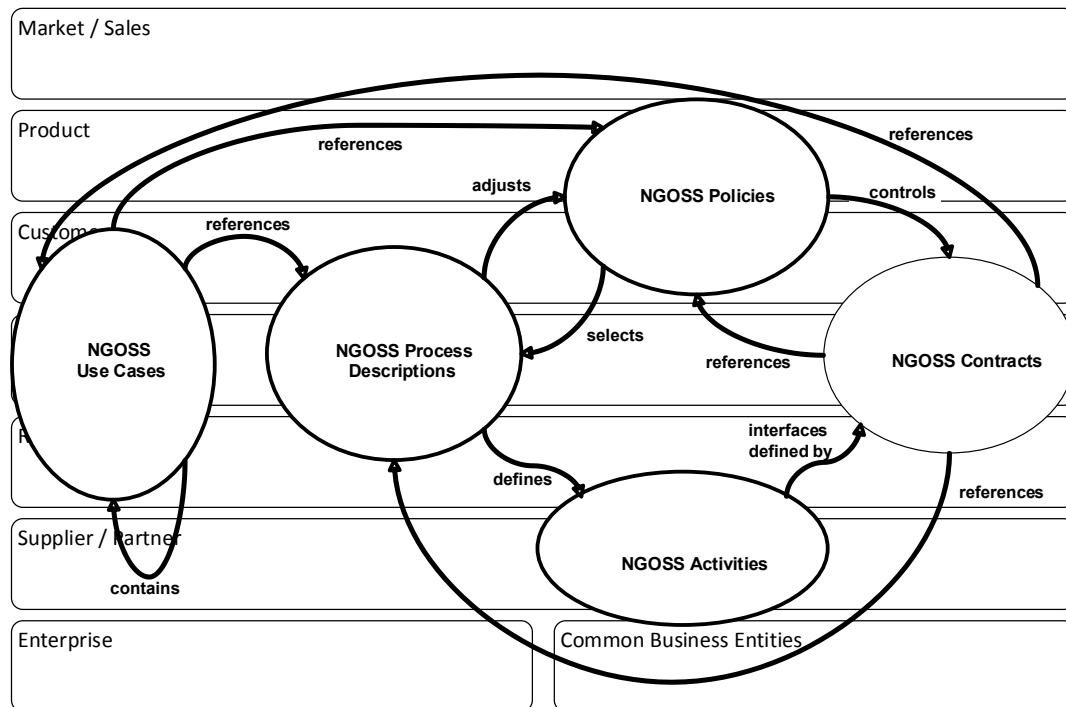 Market / Sales
Product
references
references
adjusts
NGOSS Policies
controls
references
NGOSS
Use Cases
NGOSS Process
Descriptions
selects
references
NGOSS Contracts
interfaces
defined by
defines
references
Supplier / Partner
NGOSS Activities
contains
Enterprise
Common Business Entities